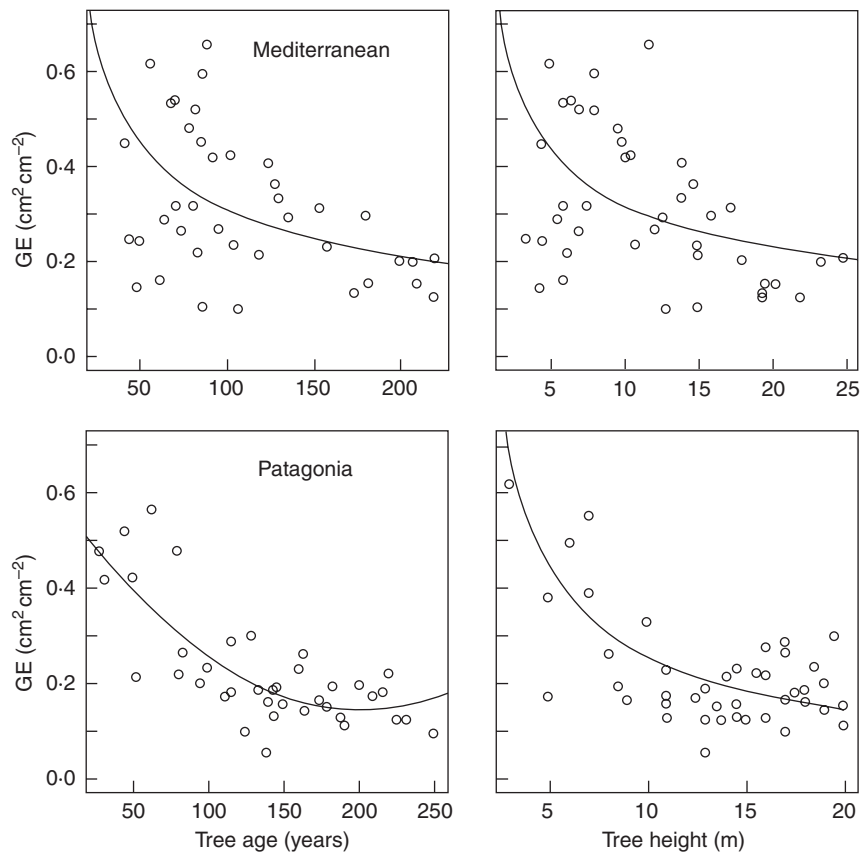 Mediterranean
0·6
0·4
0·2
0·0
GE (cm² cm⁻²)
50 100 150 200
5 10 15 20 25
Patagonia
0·6
0·4
0·2
0·0
GE (cm² cm⁻²)
50 100 150 200 250
5 10 15 20
Tree age (years) Tree height (m)